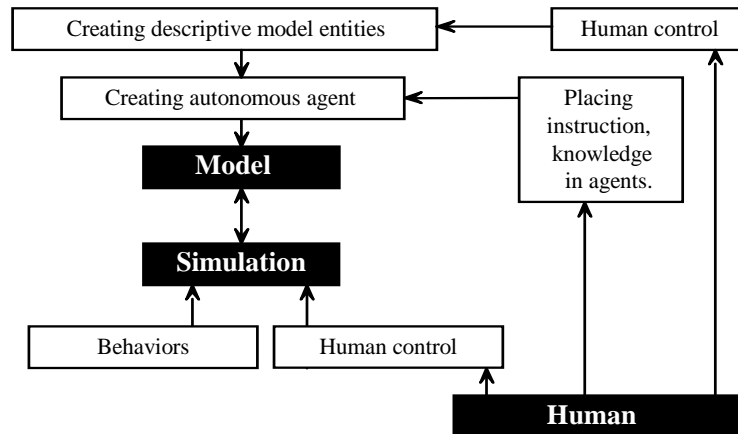 Creating descriptive model entities
Human control
Creating autonomous agent
Placing
instruction,
knowledge
in agents.
Model
Simulation
Behaviors
Human control
Human